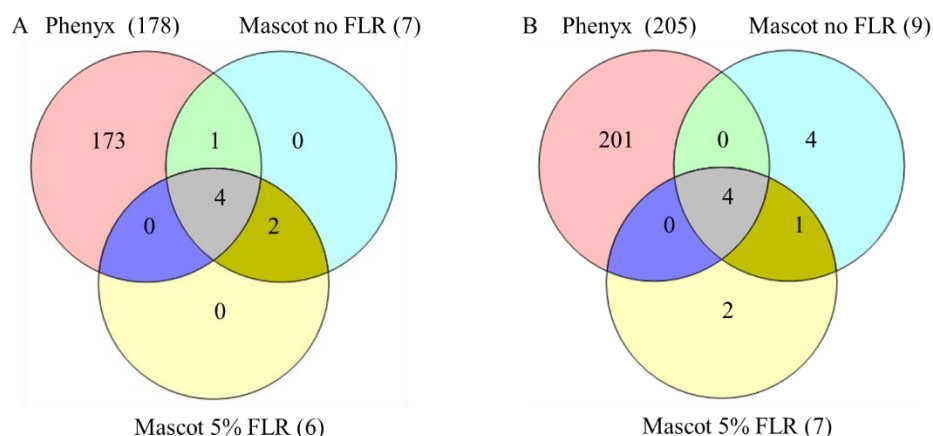 A Phenyx (178) Mascot no FLR (7)
173 1 0
4
0 2
0
Mascot 5% FLR (6)
B Phenyx (205) Mascot no FLR (9)
201 0 4
4
0 1
2
Mascot 5% FLR (7)